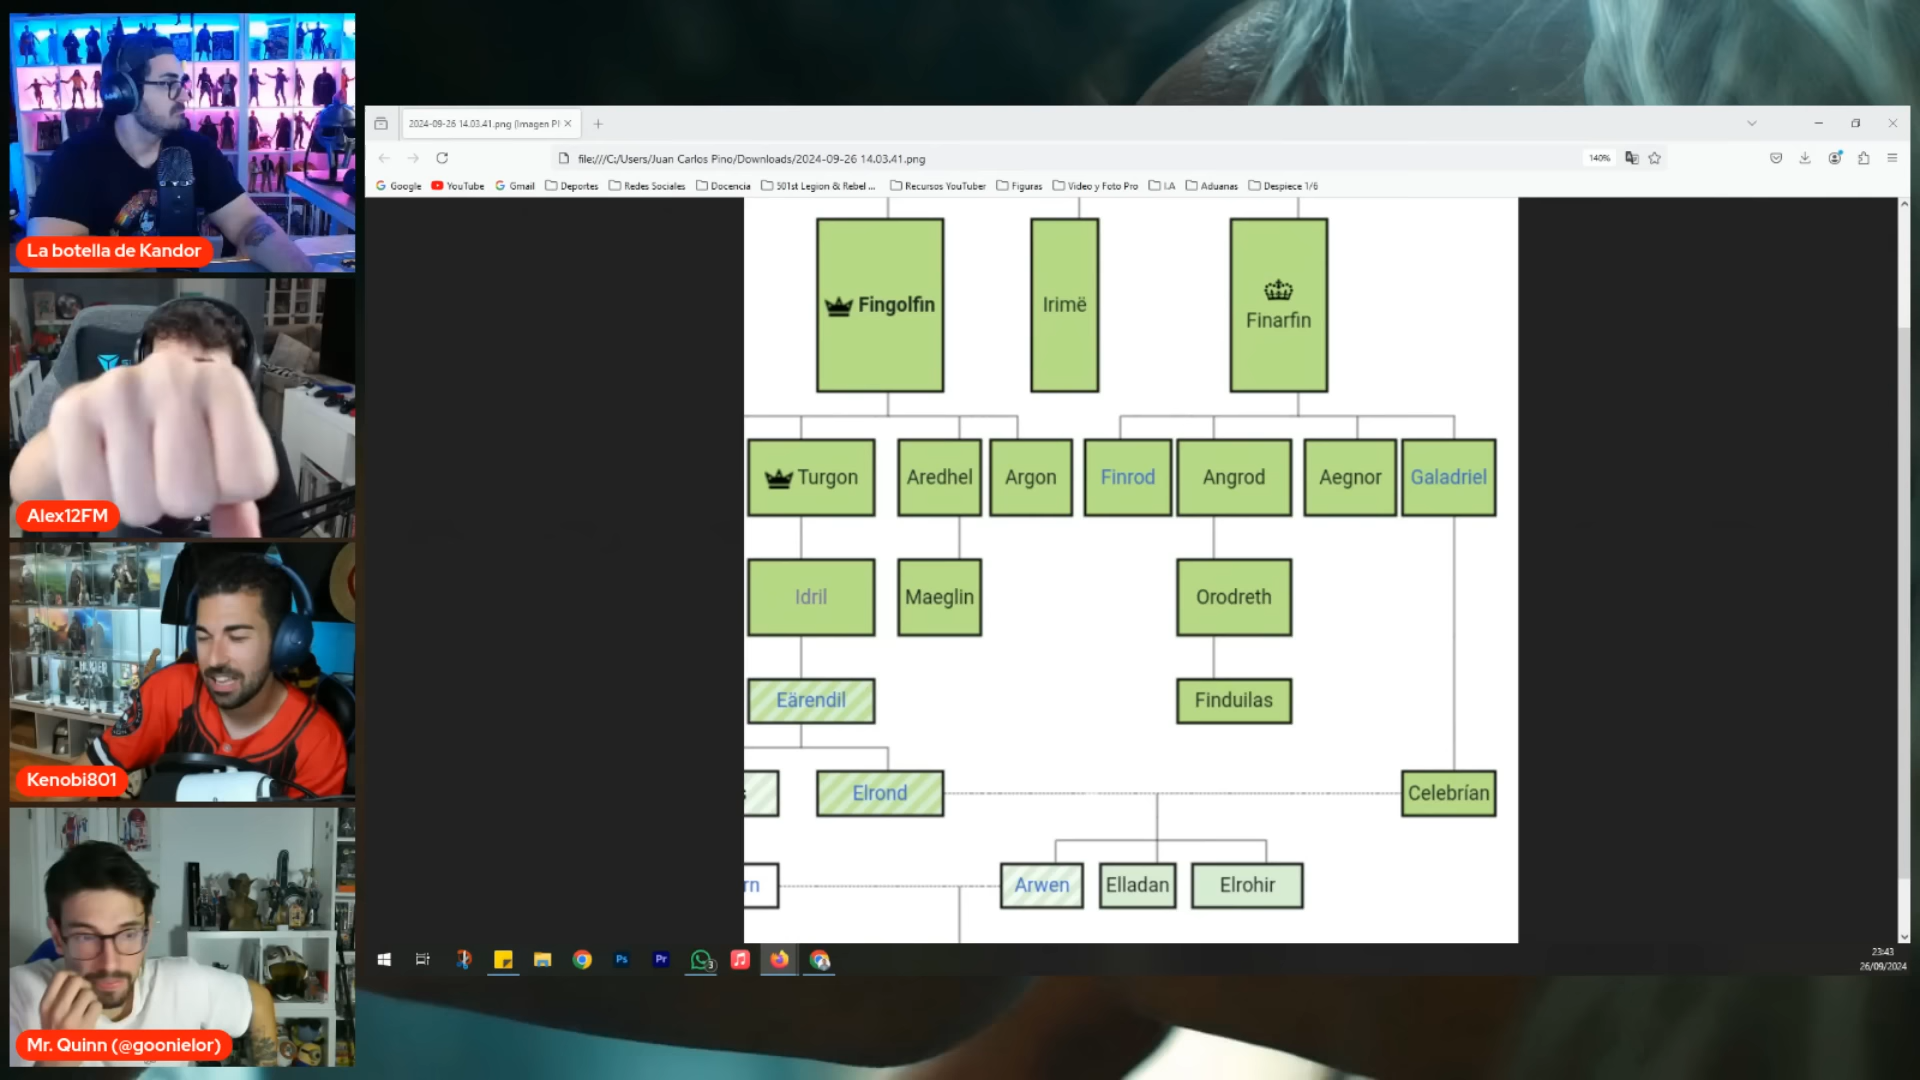 La botella de Kandor
Alex12FM
Kenobi801
Mr. Quinn (@goonielor)
2024-09-26 14.03.41.png (Imagen P
file:///C:/Users/Juan Carlos Pino/Downloads/2024-09-26 14.03.41.png
140%
Google YouTube Gmail Deportes Redes Sociales Docencia 501st Legion & Rebel ... Recursos YouTuber Figuras Video y Foto Pro I.A Aduanas Despiece 1/6
Fingolfin Irimë Finarfin
Turgon Aredhel Argon Finrod Angrod Aegnor Galadriel
Idril Maeglin Orodreth
Eärendil Finduilas
Elrond Celebrían
rn Arwen Elladan Elrohir
Ps Pr 3
23:43
26/09/2024